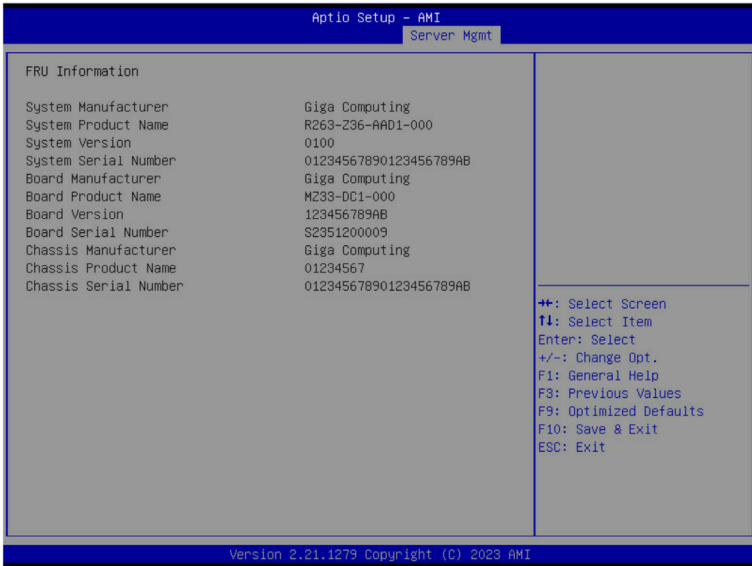 Aptio Setup – AMI
Server Mgmt
FRU Information
System Manufacturer Giga Computing
System Product Name R263-Z36-AAD1-000
System Version 0100
System Serial Number 01234567890123456789AB
Board Manufacturer Giga Computing
Board Product Name MZ33-DC1-000
Board Version 123456789AB
Board Serial Number S2351200009
Chassis Manufacturer Giga Computing
Chassis Product Name 01234567
Chassis Serial Number 01234567890123456789AB
→←: Select Screen
↑↓: Select Item
Enter: Select
+/-: Change Opt.
F1: General Help
F3: Previous Values
F9: Optimized Defaults
F10: Save & Exit
ESC: Exit
Version 2.21.1279 Copyright (C) 2023 AMI